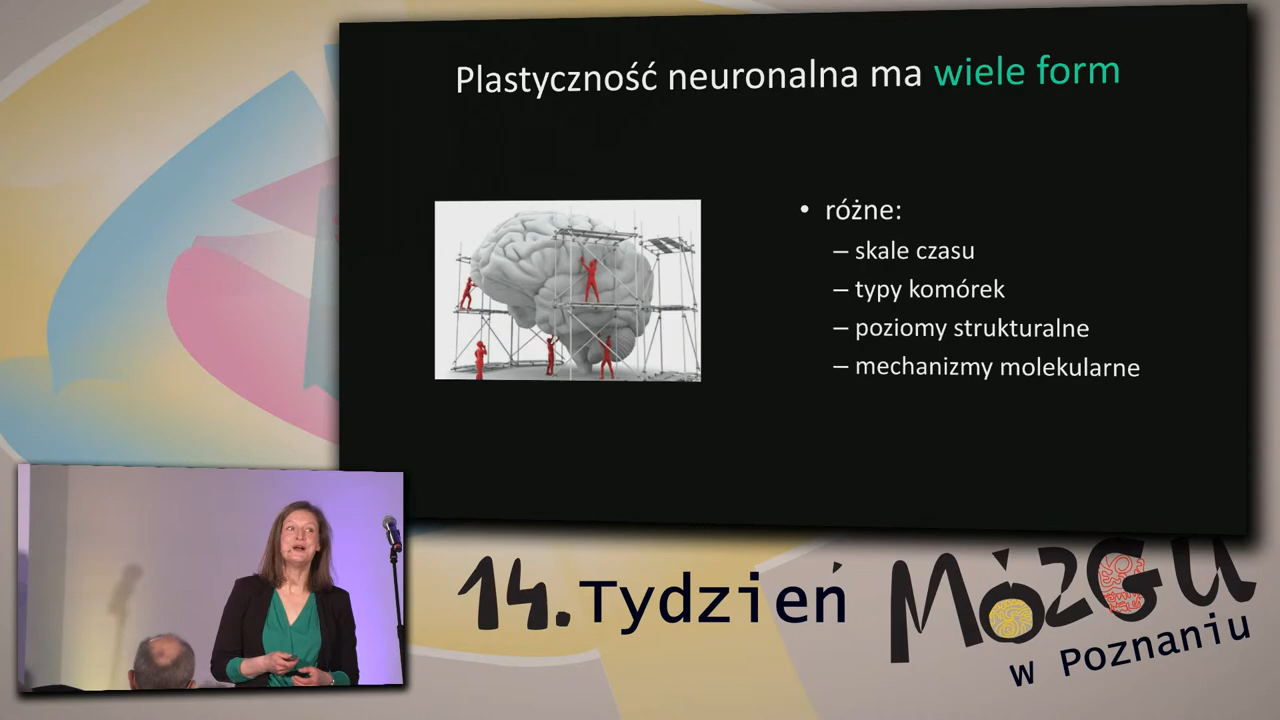 Plastyczność neuronalna ma wiele form
• różne:
– skale czasu
– typy komórek
– poziomy strukturalne
– mechanizmy molekularne
14. Tydzień MÓZGU
w Poznaniu